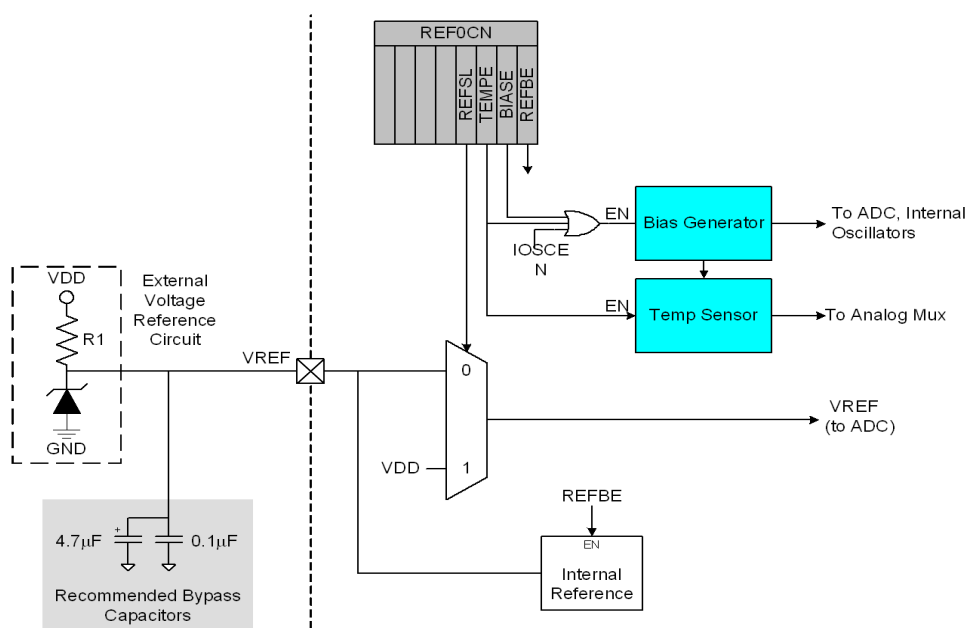 REF0CN
REFSL
TEMPE
BIASE
REFBE
EN
Bias Generator
To ADC, Internal
Oscillators
IOSCE
N
EN
Temp Sensor
To Analog Mux
VDD
R1
GND
External
Voltage
Reference
Circuit
VREF
0
1
VDD
VREF
(to ADC)
REFBE
EN
Internal
Reference
+
4.7µF
0.1µF
Recommended Bypass
Capacitors